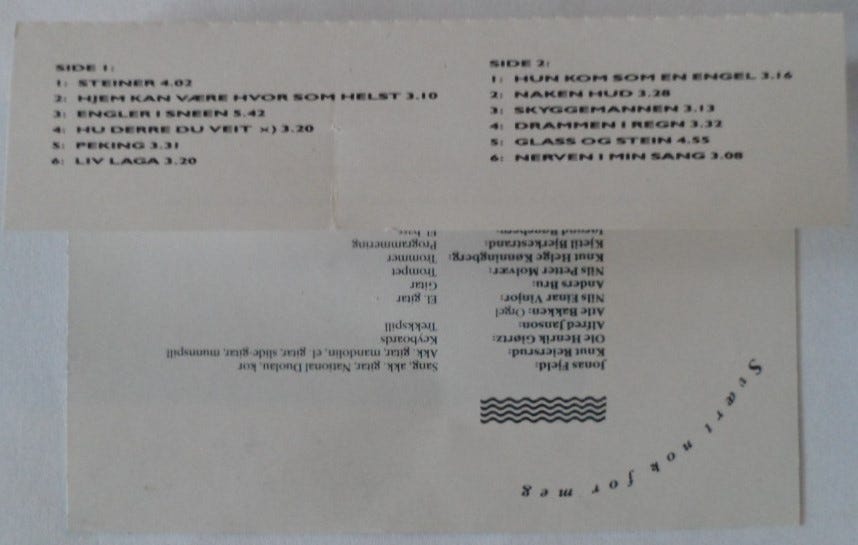 SIDE 1:
1: STEINER 4.02
2: HJEM KAN VÆRE HVOR SOM HELST 3.10
3: ENGLER I SNEEN 5.42
4: HU DERRE DU VEIT ×) 3.20
5: PEKING 3.31
6: LIV LAGA 3.20
SIDE 2:
1: HUN KOM SOM EN ENGEL 3.16
2: NAKEN HUD 3.28
3: SKYGGEMANNEN 3.13
4: DRAMMEN I REGN 3.32
5: GLASS OG STEIN 4.55
6: NERVEN I MIN SANG 3.08
Svært nok for meg
Jonas Fjeld: Sang, akk. gitar, National Duolau, kor
Knut Reiersrud: Akk. gitar, mandolin, el. gitar, slide-gitar, munnspill
Ole Henrik Giørtz: Keyboards
Alfred Janson: Trekkspill
Atle Bakken: Orgel
Nils Einar Vinjor: El. gitar
Anders Bru: Gitar
Nils Petter Molvær: Trompet
Knut Helge Kønningberg: Trommer
Kjetil Bjerkestrand: Programmering